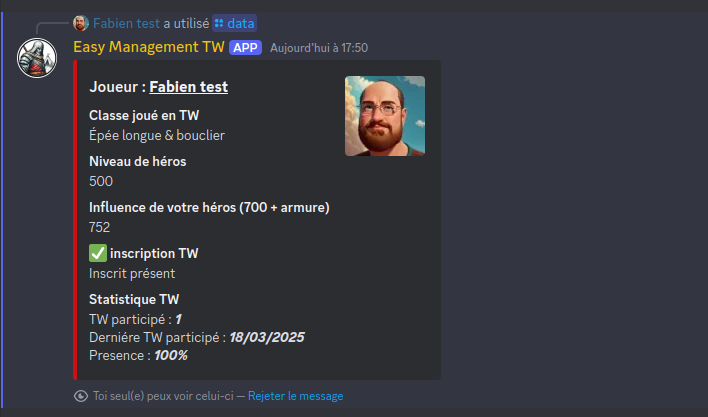 Fabien test a utilisé data
Easy Management TW APP Aujourd'hui à 17:50
Joueur : Fabien test
Classe joué en TW
Épée longue & bouclier
Niveau de héros
500
Influence de votre héros (700 + armure)
752
✅ inscription TW
Inscrit présent
Statistique TW
TW participé : 1
Derniére TW participé : 18/03/2025
Presence : 100%
Toi seul(e) peux voir celui-ci — Rejeter le message